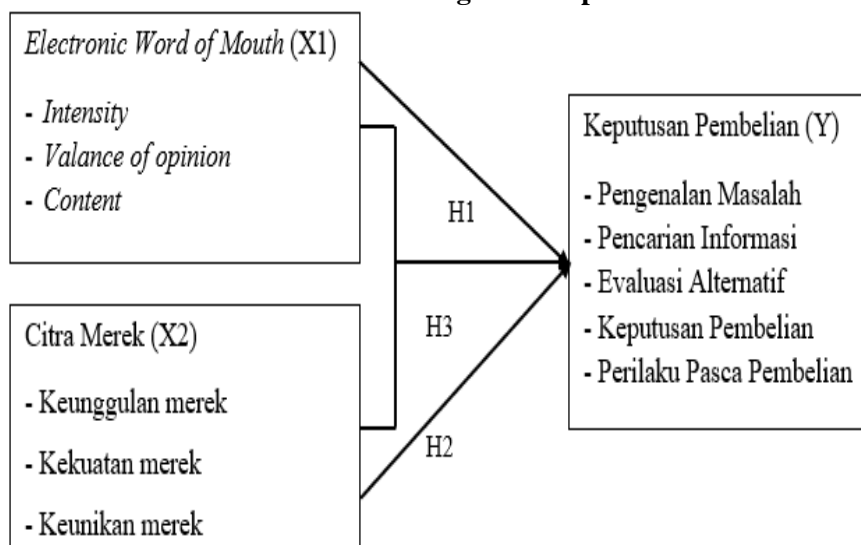 Electronic Word of Mouth (X1)
- Intensity
- Valance of opinion
- Content
H1
Keputusan Pembelian (Y)
- Pengenalan Masalah
- Pencarian Informasi
- Evaluasi Alternatif
- Keputusan Pembelian
- Perilaku Pasca Pembelian
Citra Merek (X2)
- Keunggulan merek
- Kekuatan merek
- Keunikan merek
H3
H2